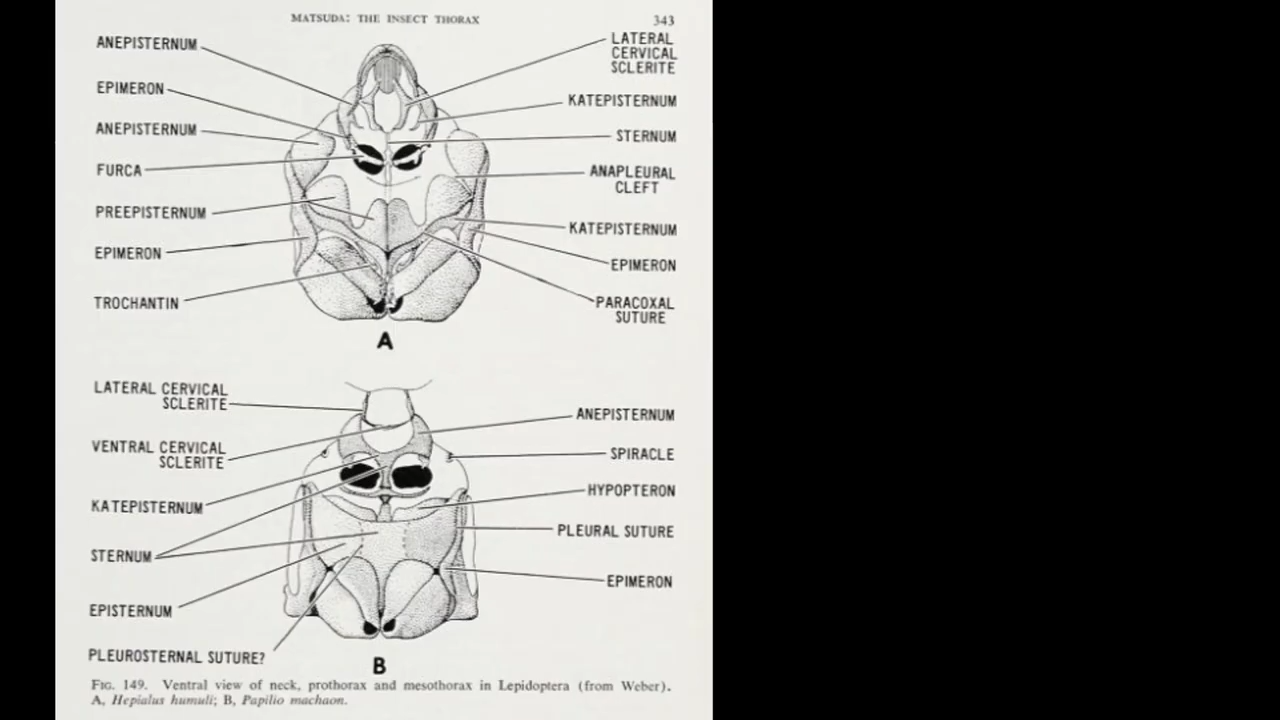 MATSUDA: THE INSECT THORAX 343
ANEPISTERNUM
EPIMERON
ANEPISTERNUM
FURCA
PREEPISTERNUM
EPIMERON
TROCHANTIN
LATERAL
CERVICAL
SCLERITE
KATEPISTERNUM
STERNUM
ANAPLEURAL
CLEFT
KATEPISTERNUM
EPIMERON
PARACOXAL
SUTURE
A
LATERAL CERVICAL
SCLERITE
VENTRAL CERVICAL
SCLERITE
KATEPISTERNUM
STERNUM
EPISTERNUM
PLEUROSTERNAL SUTURE?
ANEPISTERNUM
SPIRACLE
HYPOPTERON
PLEURAL SUTURE
EPIMERON
B
FIG. 149. Ventral view of neck, prothorax and mesothorax in Lepidoptera (from Weber).
A, Hepialus humuli; B, Papilio machaon.